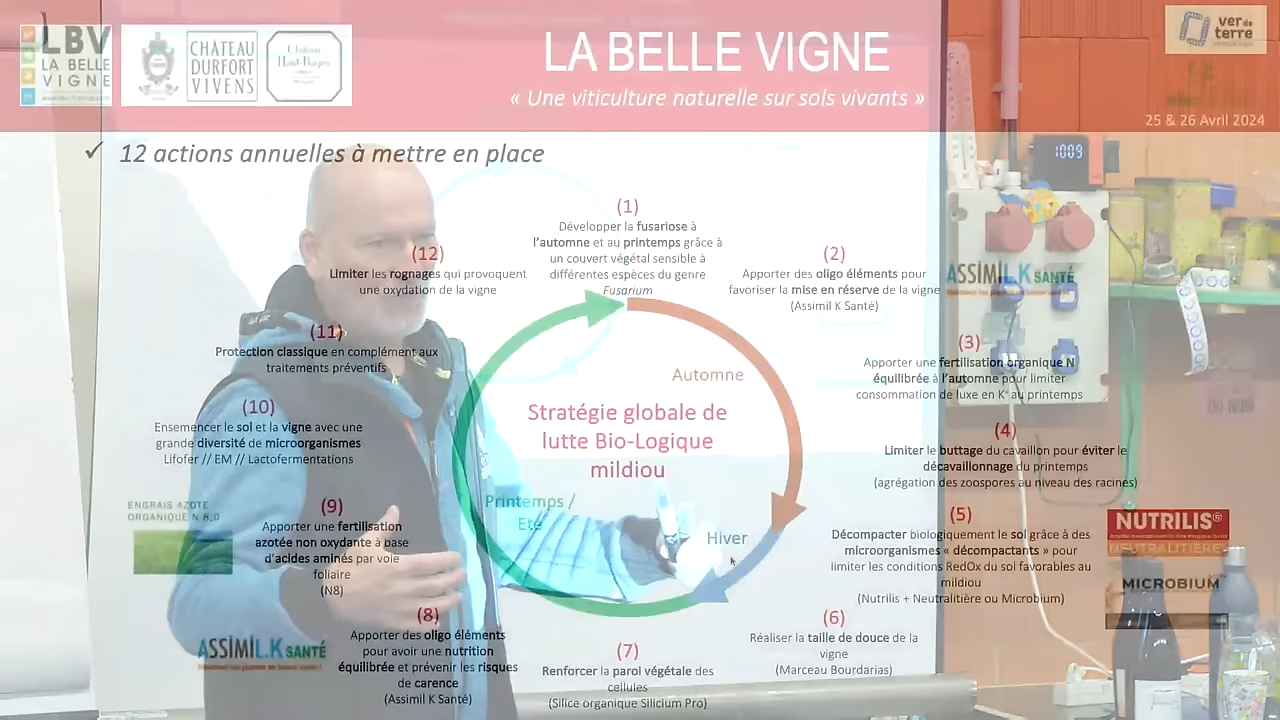 LBV
LA BELLE
VIGNE
CHÂTEAU
DURFORT
VIVENS
LA BELLE VIGNE
« Une viticulture naturelle sur sols vivants »
ver de
terre
25 & 26 Avril 2024
1009
✓ 12 actions annuelles à mettre en place
(1)
Développer la fusariose à
l'automne et au printemps grâce à
un couvert végétal sensible à
différentes espèces du genre
Fusarium
(2)
Apporter des oligo éléments pour
favoriser la mise en réserve de la vigne
(Assimil K Santé)
ASSIMIL.K SANTÉ
(3)
Apporter une fertilisation organique N
équilibrée à l'automne pour limiter
consommation de luxe en K⁺ au printemps
(4)
Limiter le buttage du cavaillon pour éviter le
décavaillonnage du printemps
(agrégation des zoospores au niveau des racines)
(5)
Décompacter biologiquement le sol grâce à des
microorganismes « décompactants » pour
limiter les conditions RedOx du sol favorables au
mildiou
(Nutrilis + Neutralitière ou Microbium)
NUTRILIS®
NEUTRALITIÈRE
MICROBIUM
(6)
Réaliser la taille de douce de la
vigne
(Marceau Bourdarias)
(7)
Renforcer la paroi végétale des
cellules
(Silice organique Silicium Pro)
(8)
Apporter des oligo éléments
pour avoir une nutrition
équilibrée et prévenir les risques
de carence
(Assimil K Santé)
ASSIMIL.K SANTÉ
(9)
Apporter une fertilisation
azotée non oxydante à base
d'acides aminés par voie
foliaire
(N8)
ENGRAIS AZOTE
ORGANIQUE N 8,0
(10)
Ensemencer le sol et la vigne avec une
grande diversité de microorganismes
Lifofer // EM // Lactofermentations
(11)
Protection classique en complément aux
traitements préventifs
(12)
Limiter les rognages qui provoquent
une oxydation de la vigne
Automne
Stratégie globale de
lutte Bio-Logique
mildiou
Printemps /
Eté
Hiver